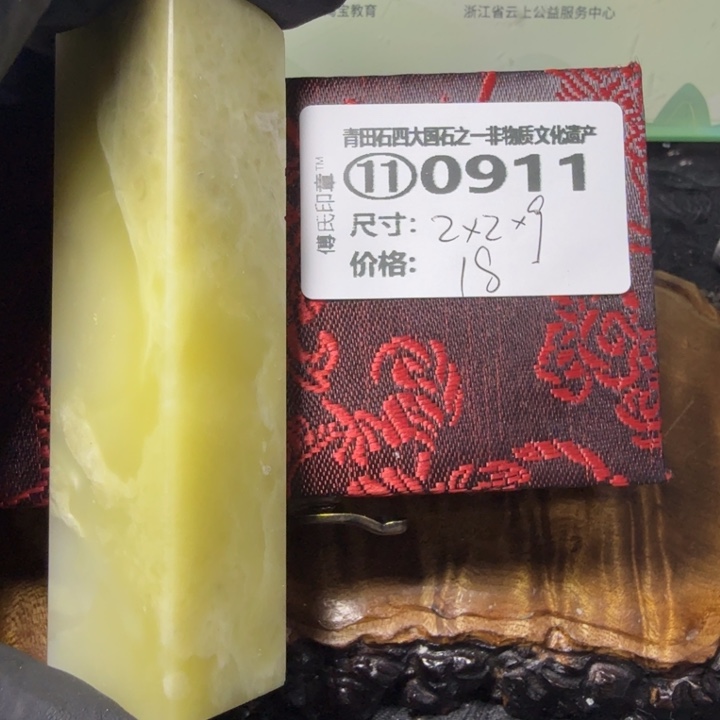 宝教育
浙江省云上公益服务中心
青田石四大国石之一非物质文化遗产
⑪0911
傅氏印章™
尺寸: 2×2×9
价格: 18